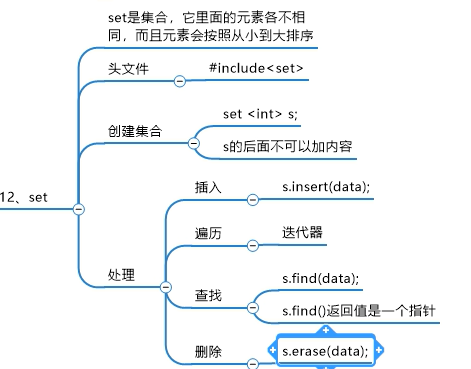 set是集合，它里面的元素各不相
同，而且元素会按照从小到大排序
头文件
#include<set>
创建集合
set <int> s;
s的后面不可以加内容
12、set
处理
插入
s.insert(data);
遍历
迭代器
查找
s.find(data);
s.find()返回值是一个指针
删除
s.erase(data);